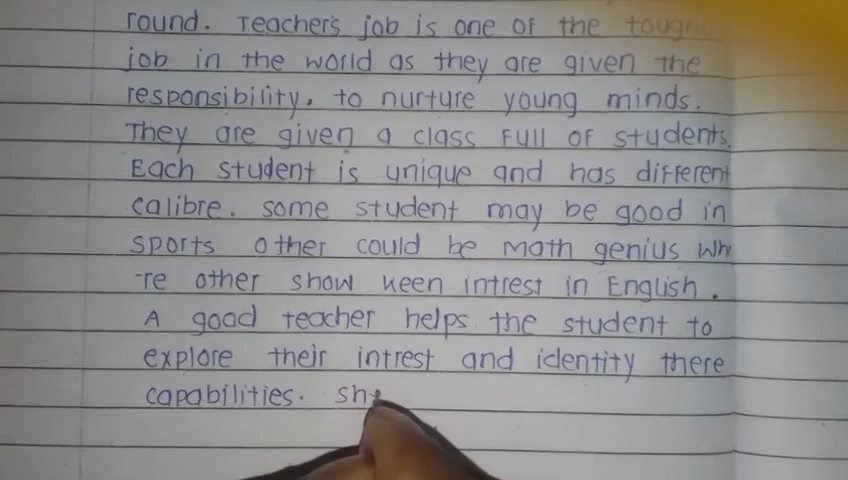 round. Teacher's job is one of the
job in the world as they are given the
responsibility, to nurture young minds.
They are given a class full of students.
Each student is unique and has different
calibre. some student may be good in
sports other could be math genius whe
-re other show keen intrest in English.
A good teacher helps the student to
explore their intrest and identity there
capabilities. sh